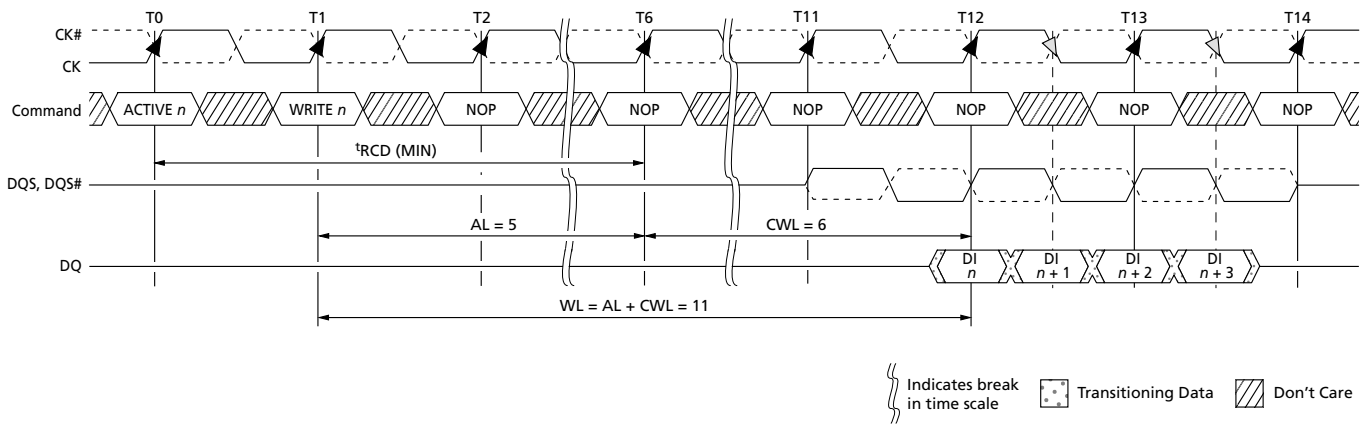 T0 T1 T2 T6 T11 T12 T13 T14
CK#
CK
Command ACTIVE n WRITE n NOP NOP NOP NOP NOP NOP
tRCD (MIN)
DQS, DQS#
AL = 5 CWL = 6
DQ DI n DI n + 1 DI n + 2 DI n + 3
WL = AL + CWL = 11
Indicates break
in time scale
Transitioning Data
Don't Care